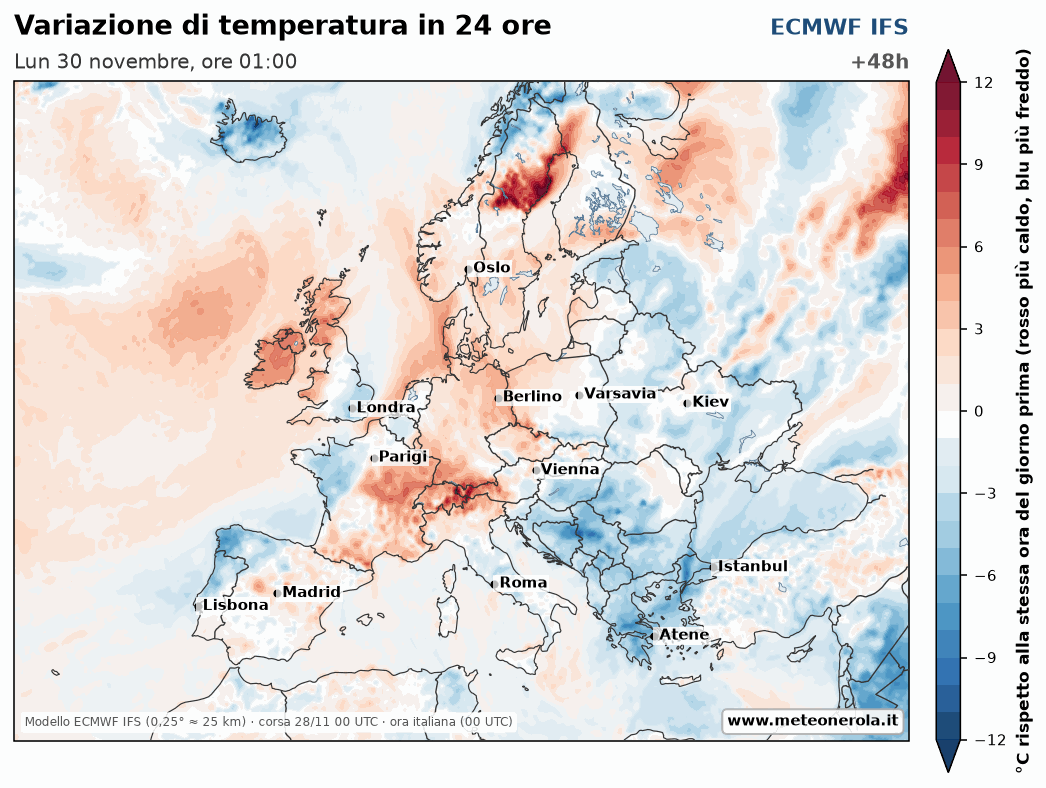 Variazione di temperatura in 24 ore
ECMWF IFS
Lun 30 novembre, ore 01:00
+48h
Oslo
Londra
Berlino
Varsavia
Kiev
Parigi
Vienna
Istanbul
Roma
Madrid
Lisbona
Atene
Modello ECMWF IFS (0,25° ≈ 25 km) · corsa 28/11 00 UTC · ora italiana (00 UTC)
www.meteonerola.it
12
9
6
3
0
−3
−6
−9
−12
°C rispetto alla stessa ora del giorno prima (rosso più caldo, blu più freddo)